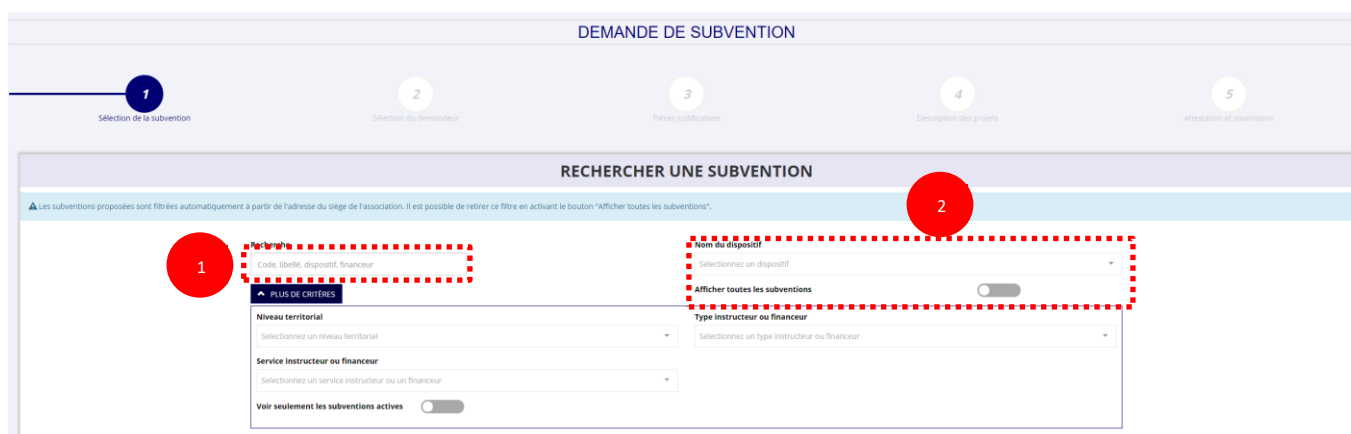 DEMANDE DE SUBVENTION
1
2
3
4
5
Sélection de la subvention
Sélection du demandeur
Pièces justificatives
Description des projets
Attestation et soumission
RECHERCHER UNE SUBVENTION
Les subventions proposées sont filtrées automatiquement à partir de l'adresse du siège de l'association. Il est possible de retirer ce filtre en activant le bouton "Afficher toutes les subventions".
2
1
Recherche
Code, libellé, dispositif, financeur
Nom du dispositif
Selectionnez un dispositif
PLUS DE CRITÈRES
Afficher toutes les subventions
Niveau territorial
Selectionnez un niveau territorial
Type instructeur ou financeur
Selectionnez un type instructeur ou financeur
Service instructeur ou financeur
Selectionnez un service instructeur ou un financeur
Voir seulement les subventions actives